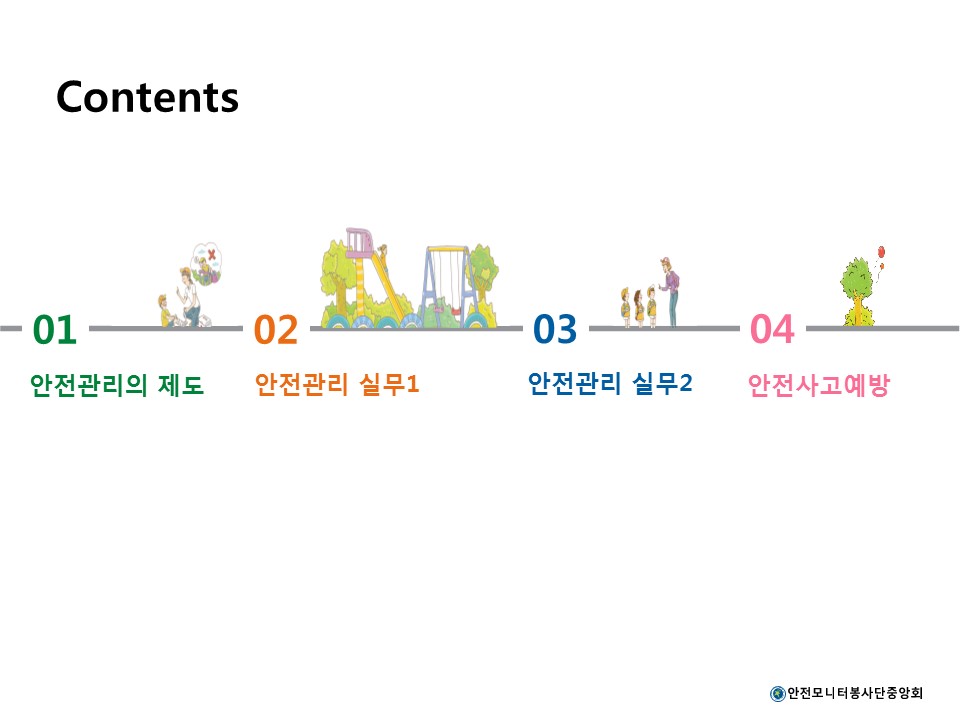 Contents
01
안전관리의 제도
02
안전관리 실무1
03
안전관리 실무2
04
안전사고예방
안전모니터봉사단중앙회